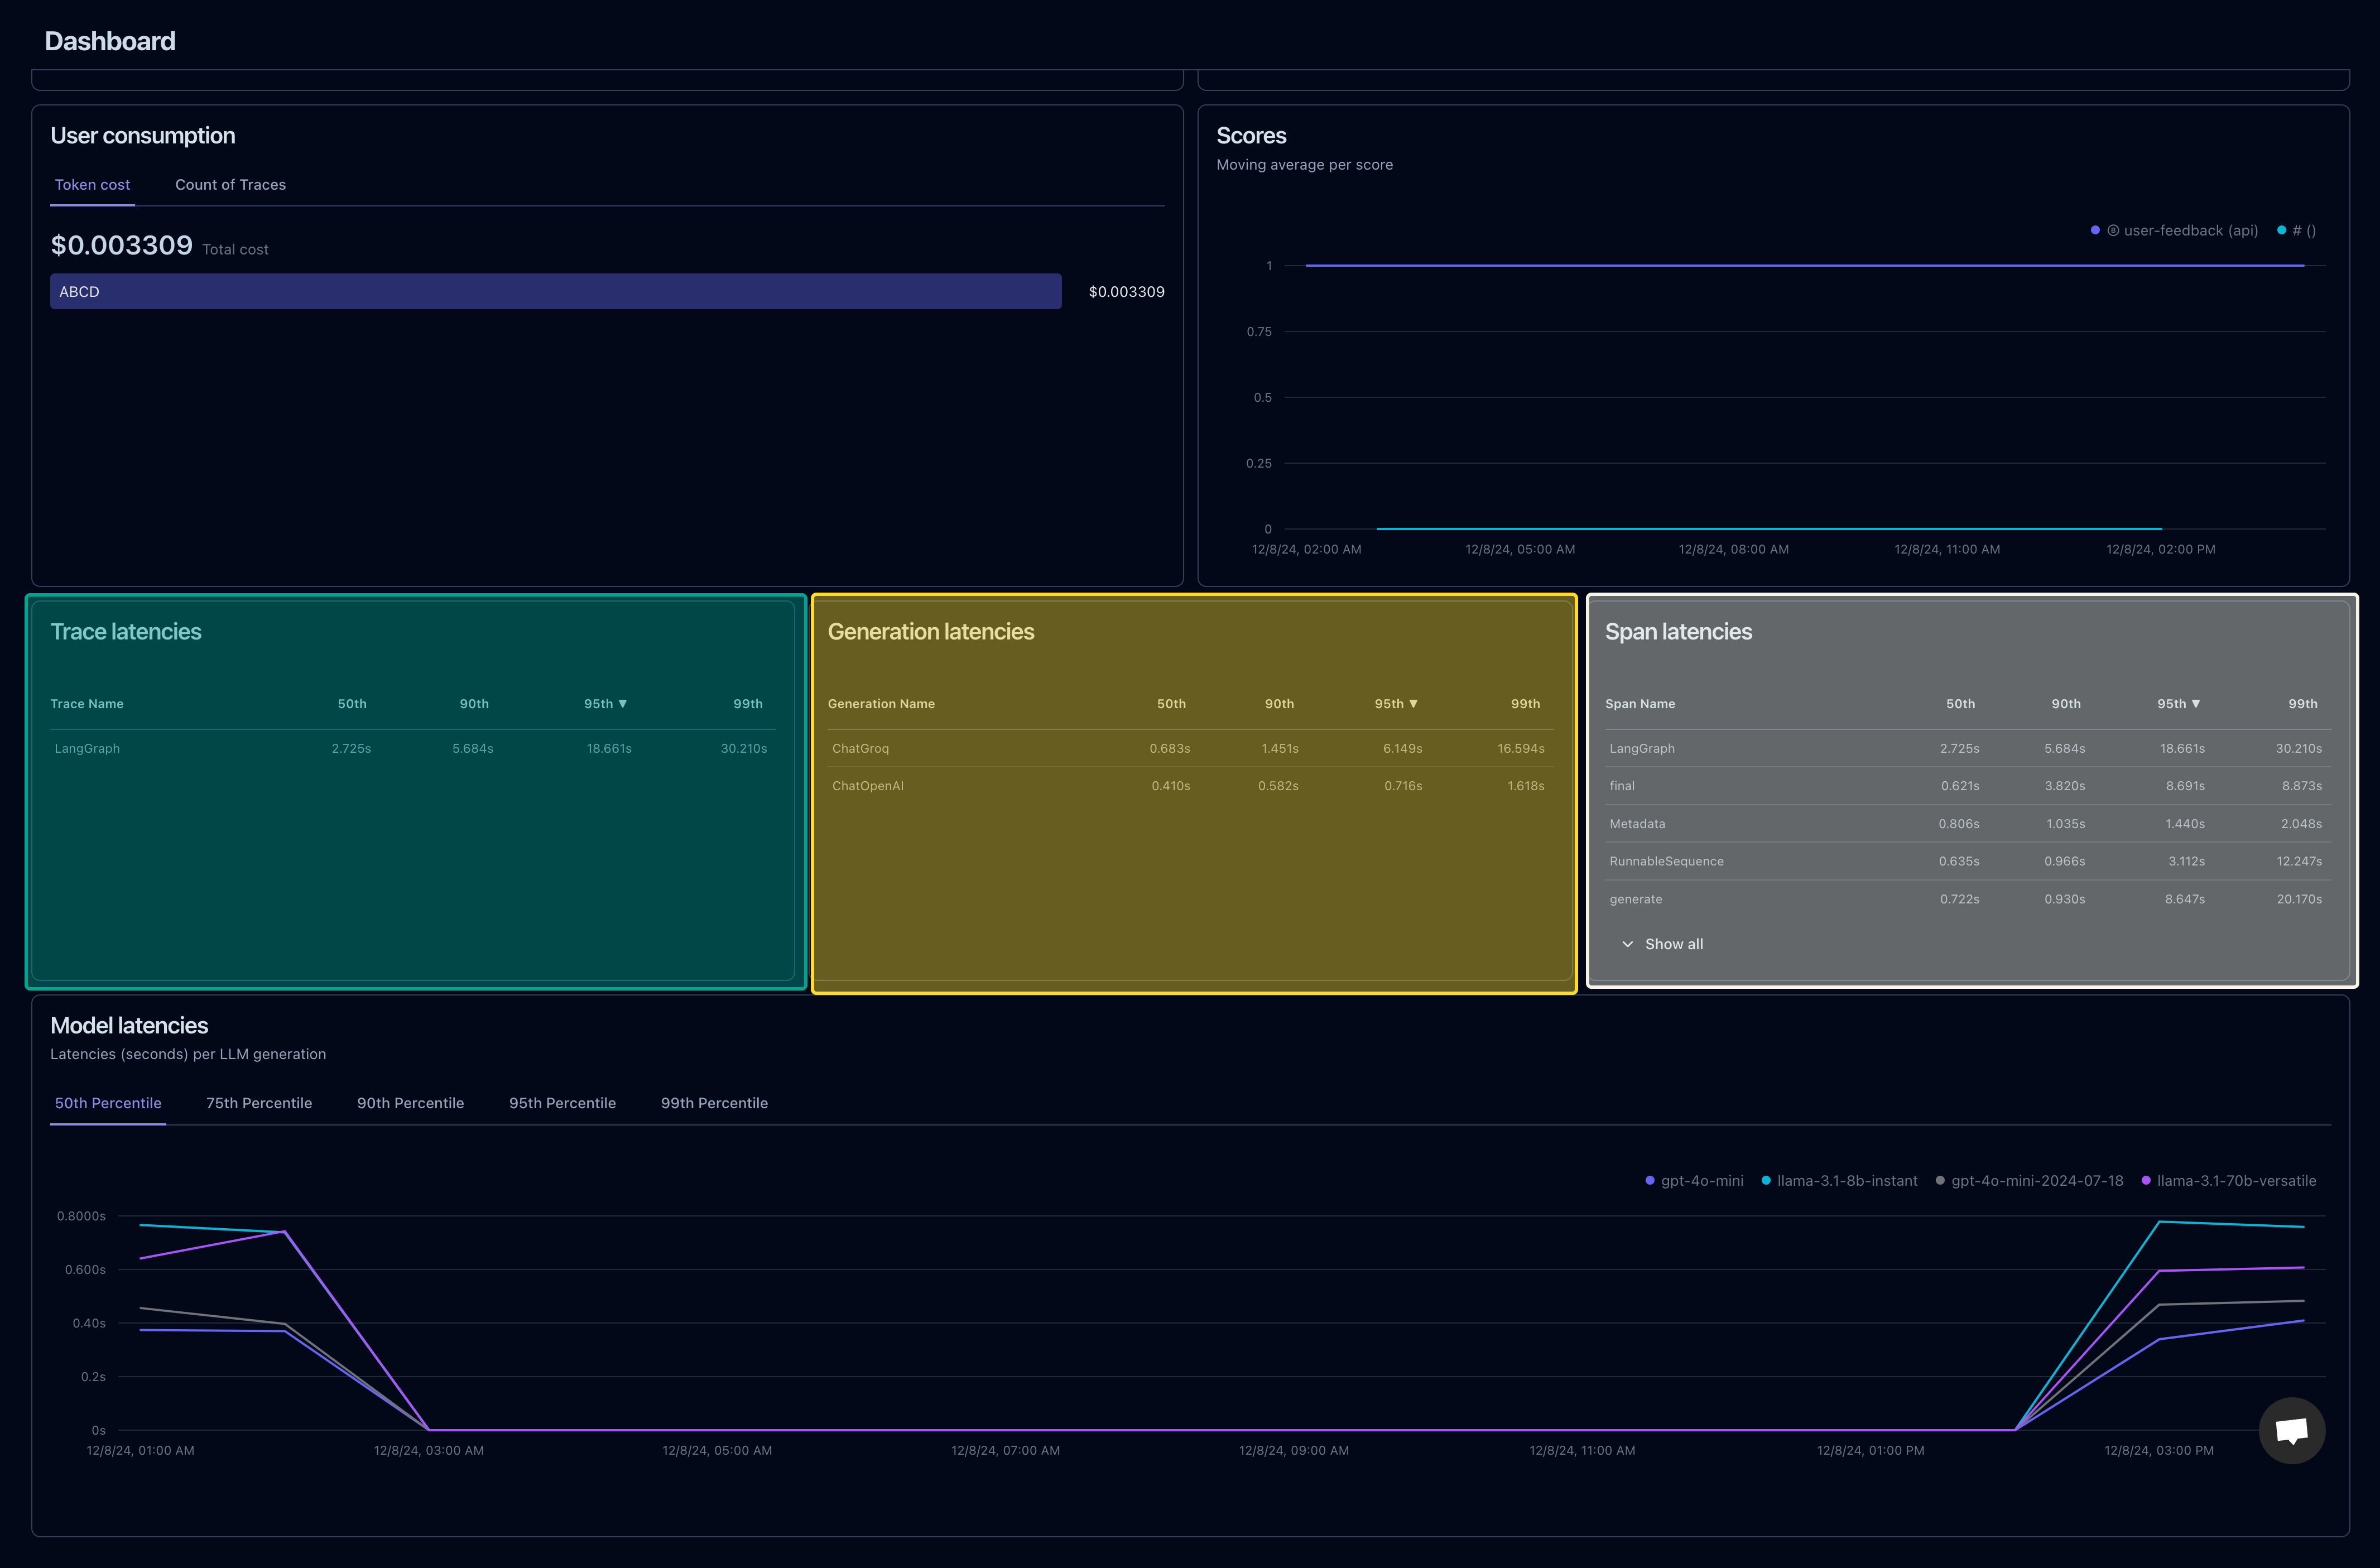 Dashboard
User consumption
Token cost Count of Traces
$0.003309 Total cost
ABCD $0.003309
Scores
Moving average per score
user-feedback (api) # ()
1
0.75
0.5
0.25
0
12/8/24, 02:00 AM 12/8/24, 05:00 AM 12/8/24, 08:00 AM 12/8/24, 11:00 AM 12/8/24, 02:00 PM
Trace latencies
Trace Name 50th 90th 95th ▼ 99th
LangGraph 2.725s 5.684s 18.661s 30.210s
Generation latencies
Generation Name 50th 90th 95th ▼ 99th
ChatGroq 0.683s 1.451s 6.149s 16.594s
ChatOpenAI 0.410s 0.582s 0.716s 1.618s
Span latencies
Span Name 50th 90th 95th ▼ 99th
LangGraph 2.725s 5.684s 18.661s 30.210s
final 0.621s 3.820s 8.691s 8.873s
Metadata 0.806s 1.035s 1.440s 2.048s
RunnableSequence 0.635s 0.966s 3.112s 12.247s
generate 0.722s 0.930s 8.647s 20.170s
Show all
Model latencies
Latencies (seconds) per LLM generation
50th Percentile 75th Percentile 90th Percentile 95th Percentile 99th Percentile
gpt-4o-mini llama-3.1-8b-instant gpt-4o-mini-2024-07-18 llama-3.1-70b-versatile
0.8000s
0.600s
0.40s
0.2s
0s
12/8/24, 01:00 AM 12/8/24, 03:00 AM 12/8/24, 05:00 AM 12/8/24, 07:00 AM 12/8/24, 09:00 AM 12/8/24, 11:00 AM 12/8/24, 01:00 PM 12/8/24, 03:00 PM